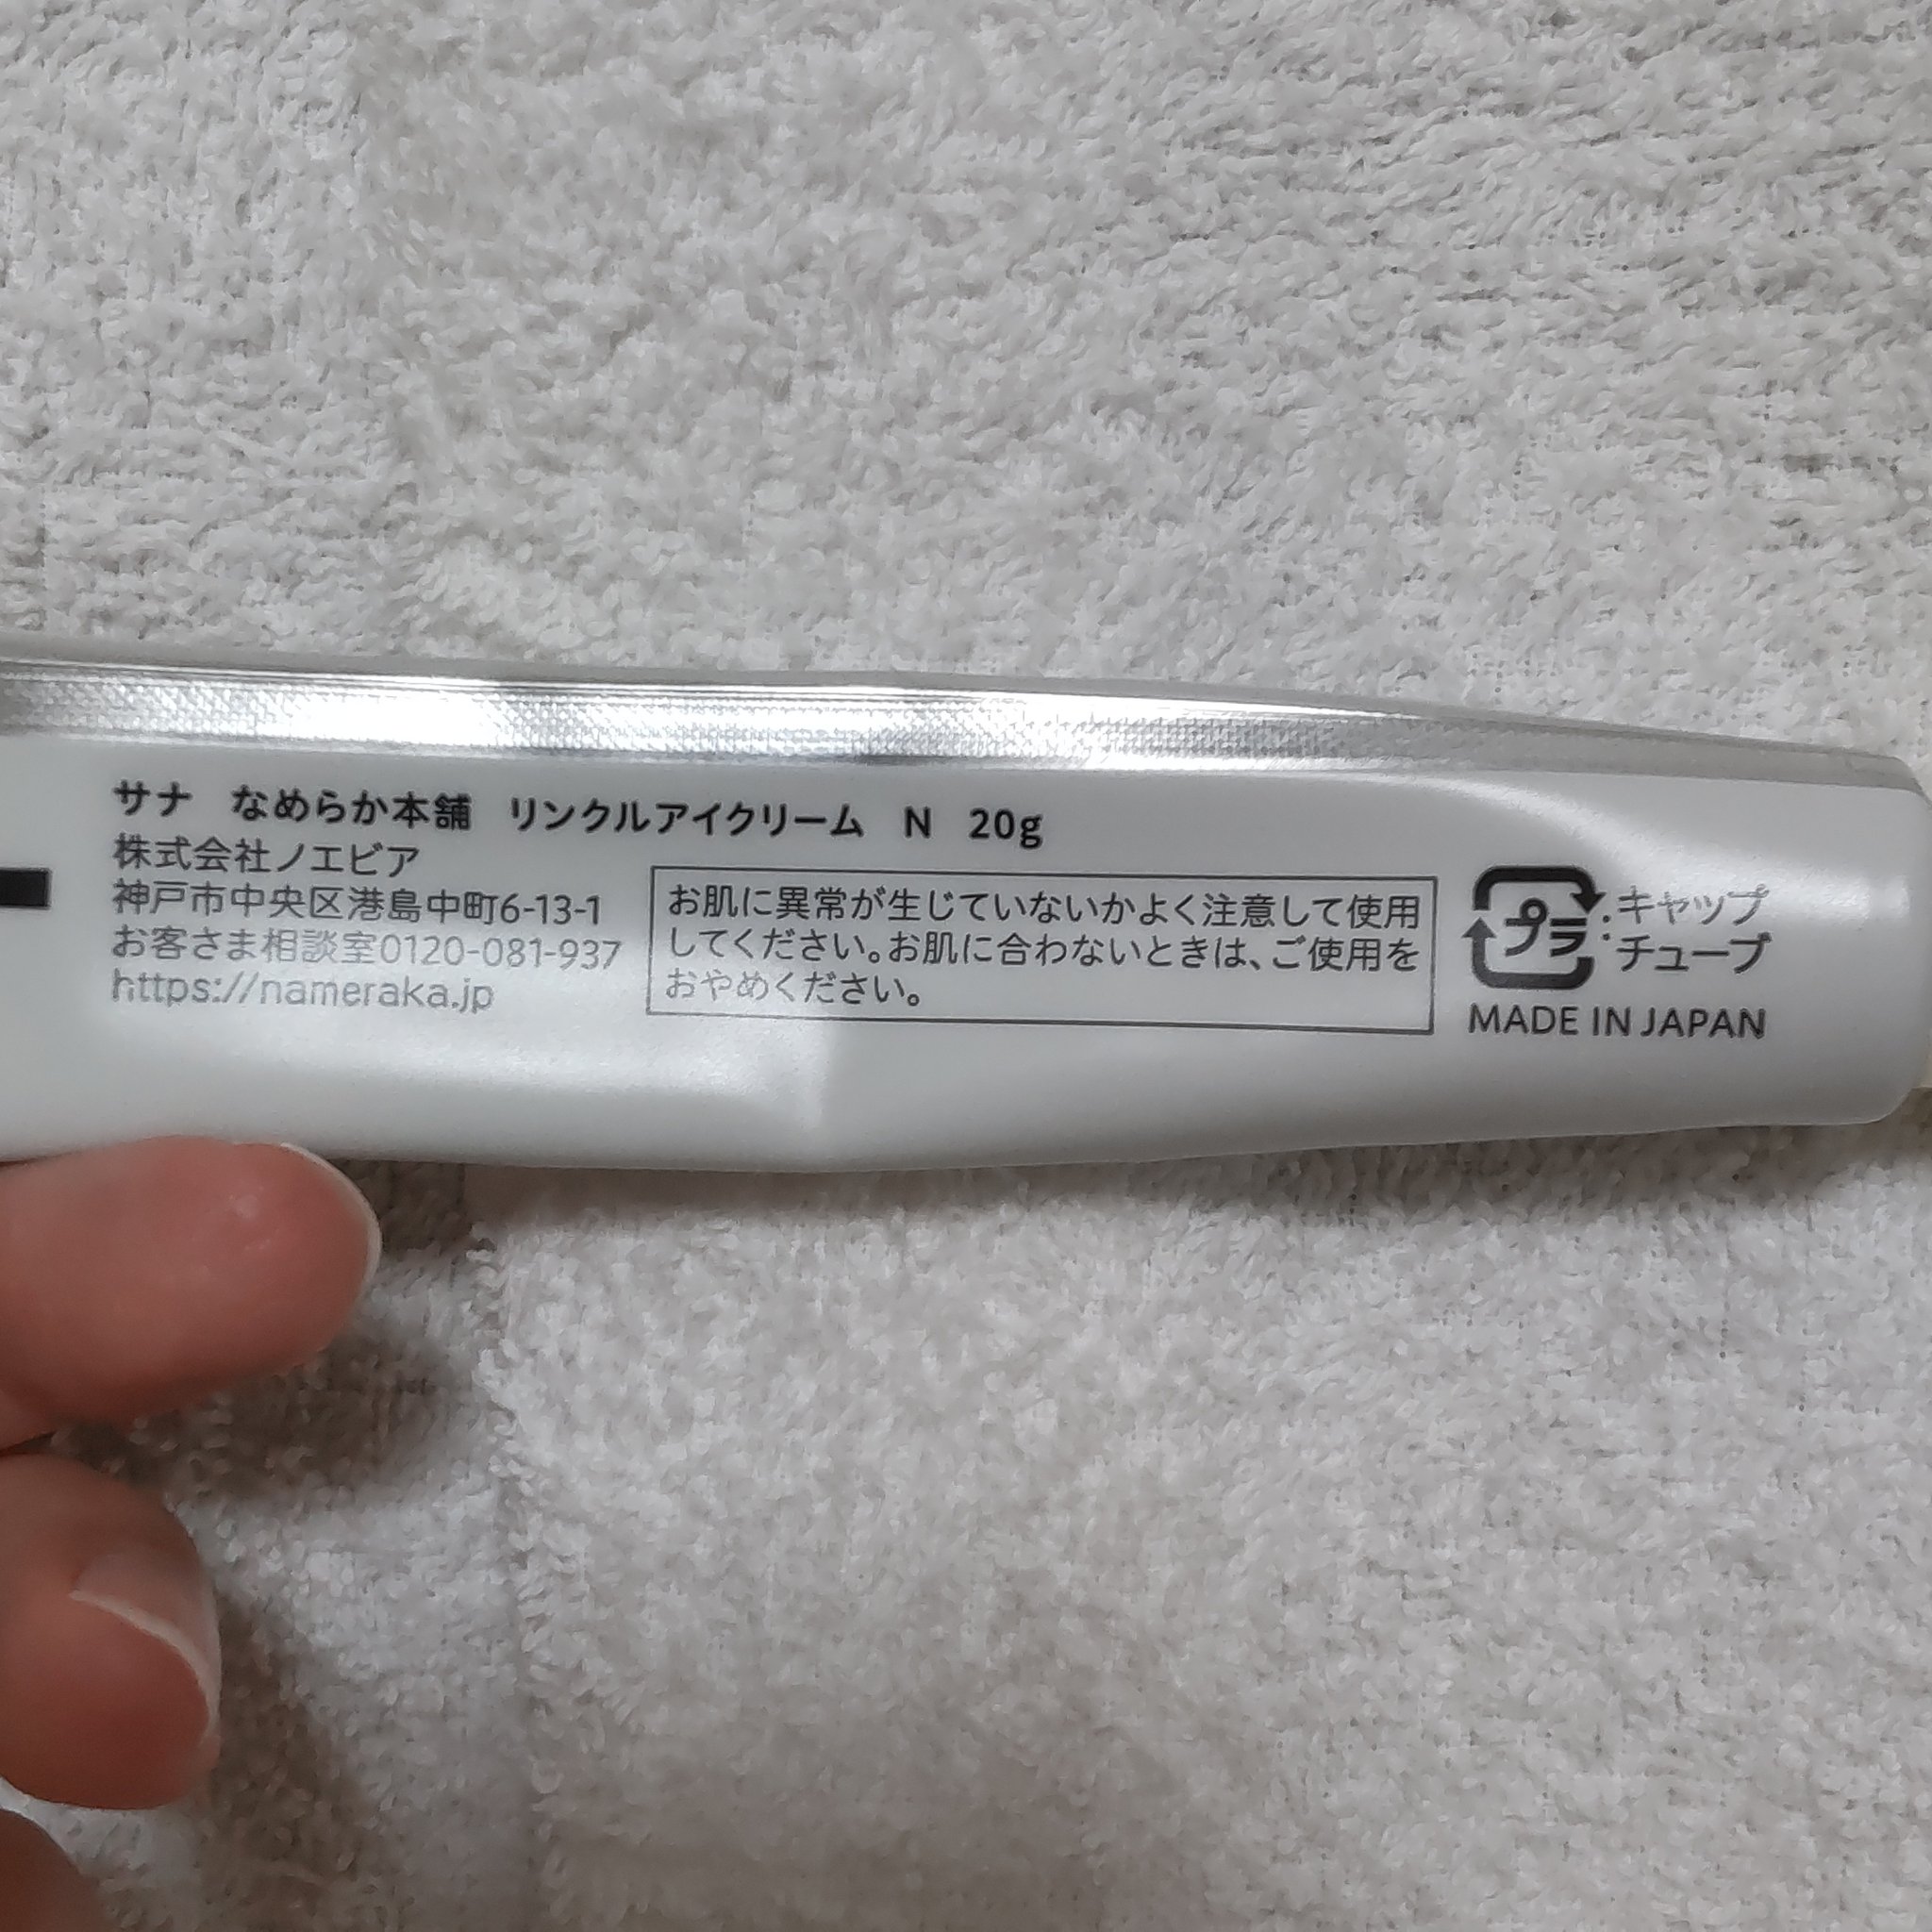 サナ なめらか本舗 リンクルアイクリーム N 20g
株式会社ノエビア
神戸市中央区港島中町6-13-1
お客さま相談室0120-081-937
https://nameraka.jp
お肌に異常が生じていないかよく注意して使用
してください。お肌に合わないときは、ご使用を
おやめください。
プラ:キャップ
チューブ
MADE IN JAPAN